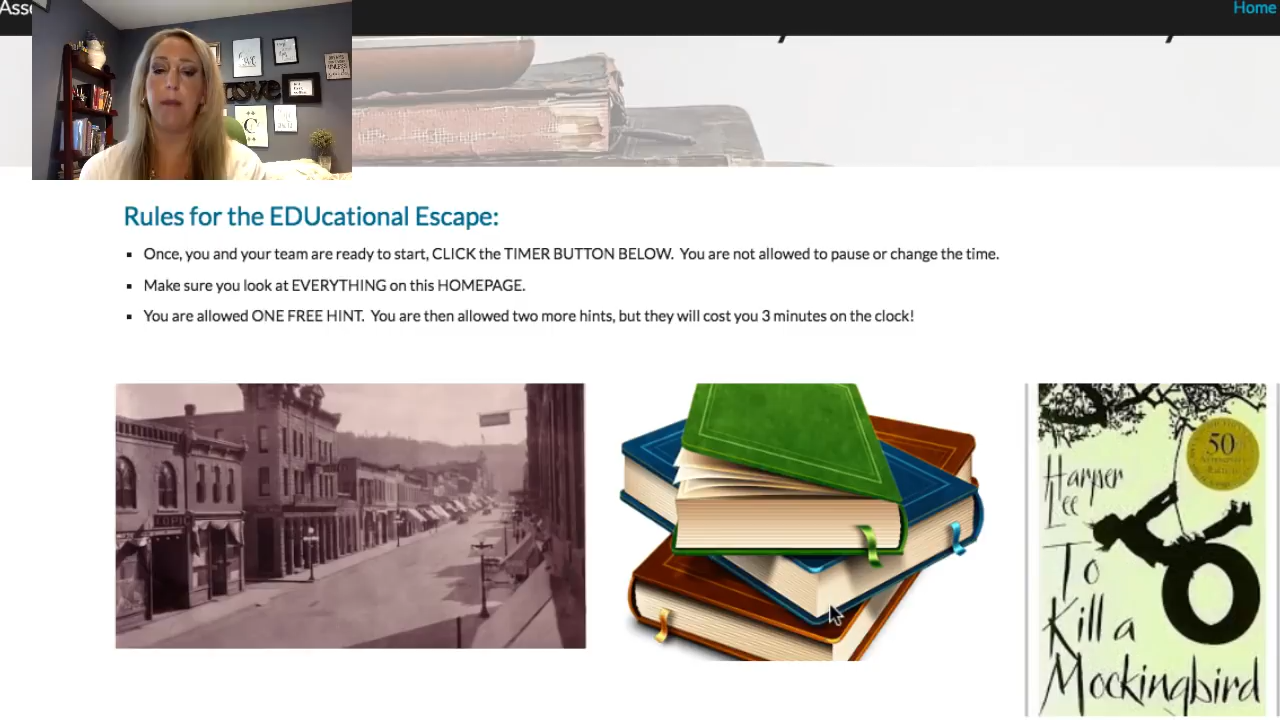 Asse
Home
Rules for the EDUcational Escape:
Once, you and your team are ready to start, CLICK the TIMER BUTTON BELOW. You are not allowed to pause or change the time.
Make sure you look at EVERYTHING on this HOMEPAGE.
You are allowed ONE FREE HINT. You are then allowed two more hints, but they will cost you 3 minutes on the clock!
50
Harper
Lee
To
Kill a
Mockingbird
C